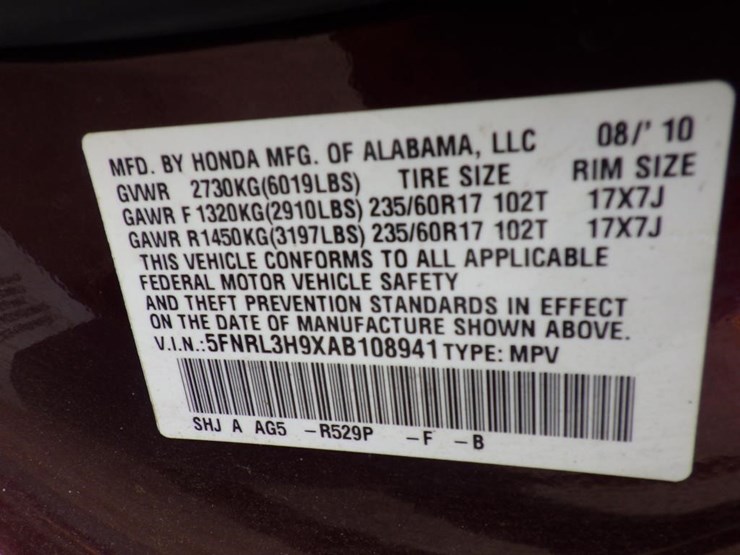 MFD. BY HONDA MFG. OF ALABAMA, LLC 08/' 10
GVWR 2730KG(6019LBS) TIRE SIZE RIM SIZE
GAWR F 1320KG(2910LBS) 235/60R17 102T 17X7J
GAWR R1450KG(3197LBS) 235/60R17 102T 17X7J
THIS VEHICLE CONFORMS TO ALL APPLICABLE
FEDERAL MOTOR VEHICLE SAFETY
AND THEFT PREVENTION STANDARDS IN EFFECT
ON THE DATE OF MANUFACTURE SHOWN ABOVE.
V.I.N.:5FNRL3H9XAB108941 TYPE: MPV
SHJ A AG5 -R529P -F -B